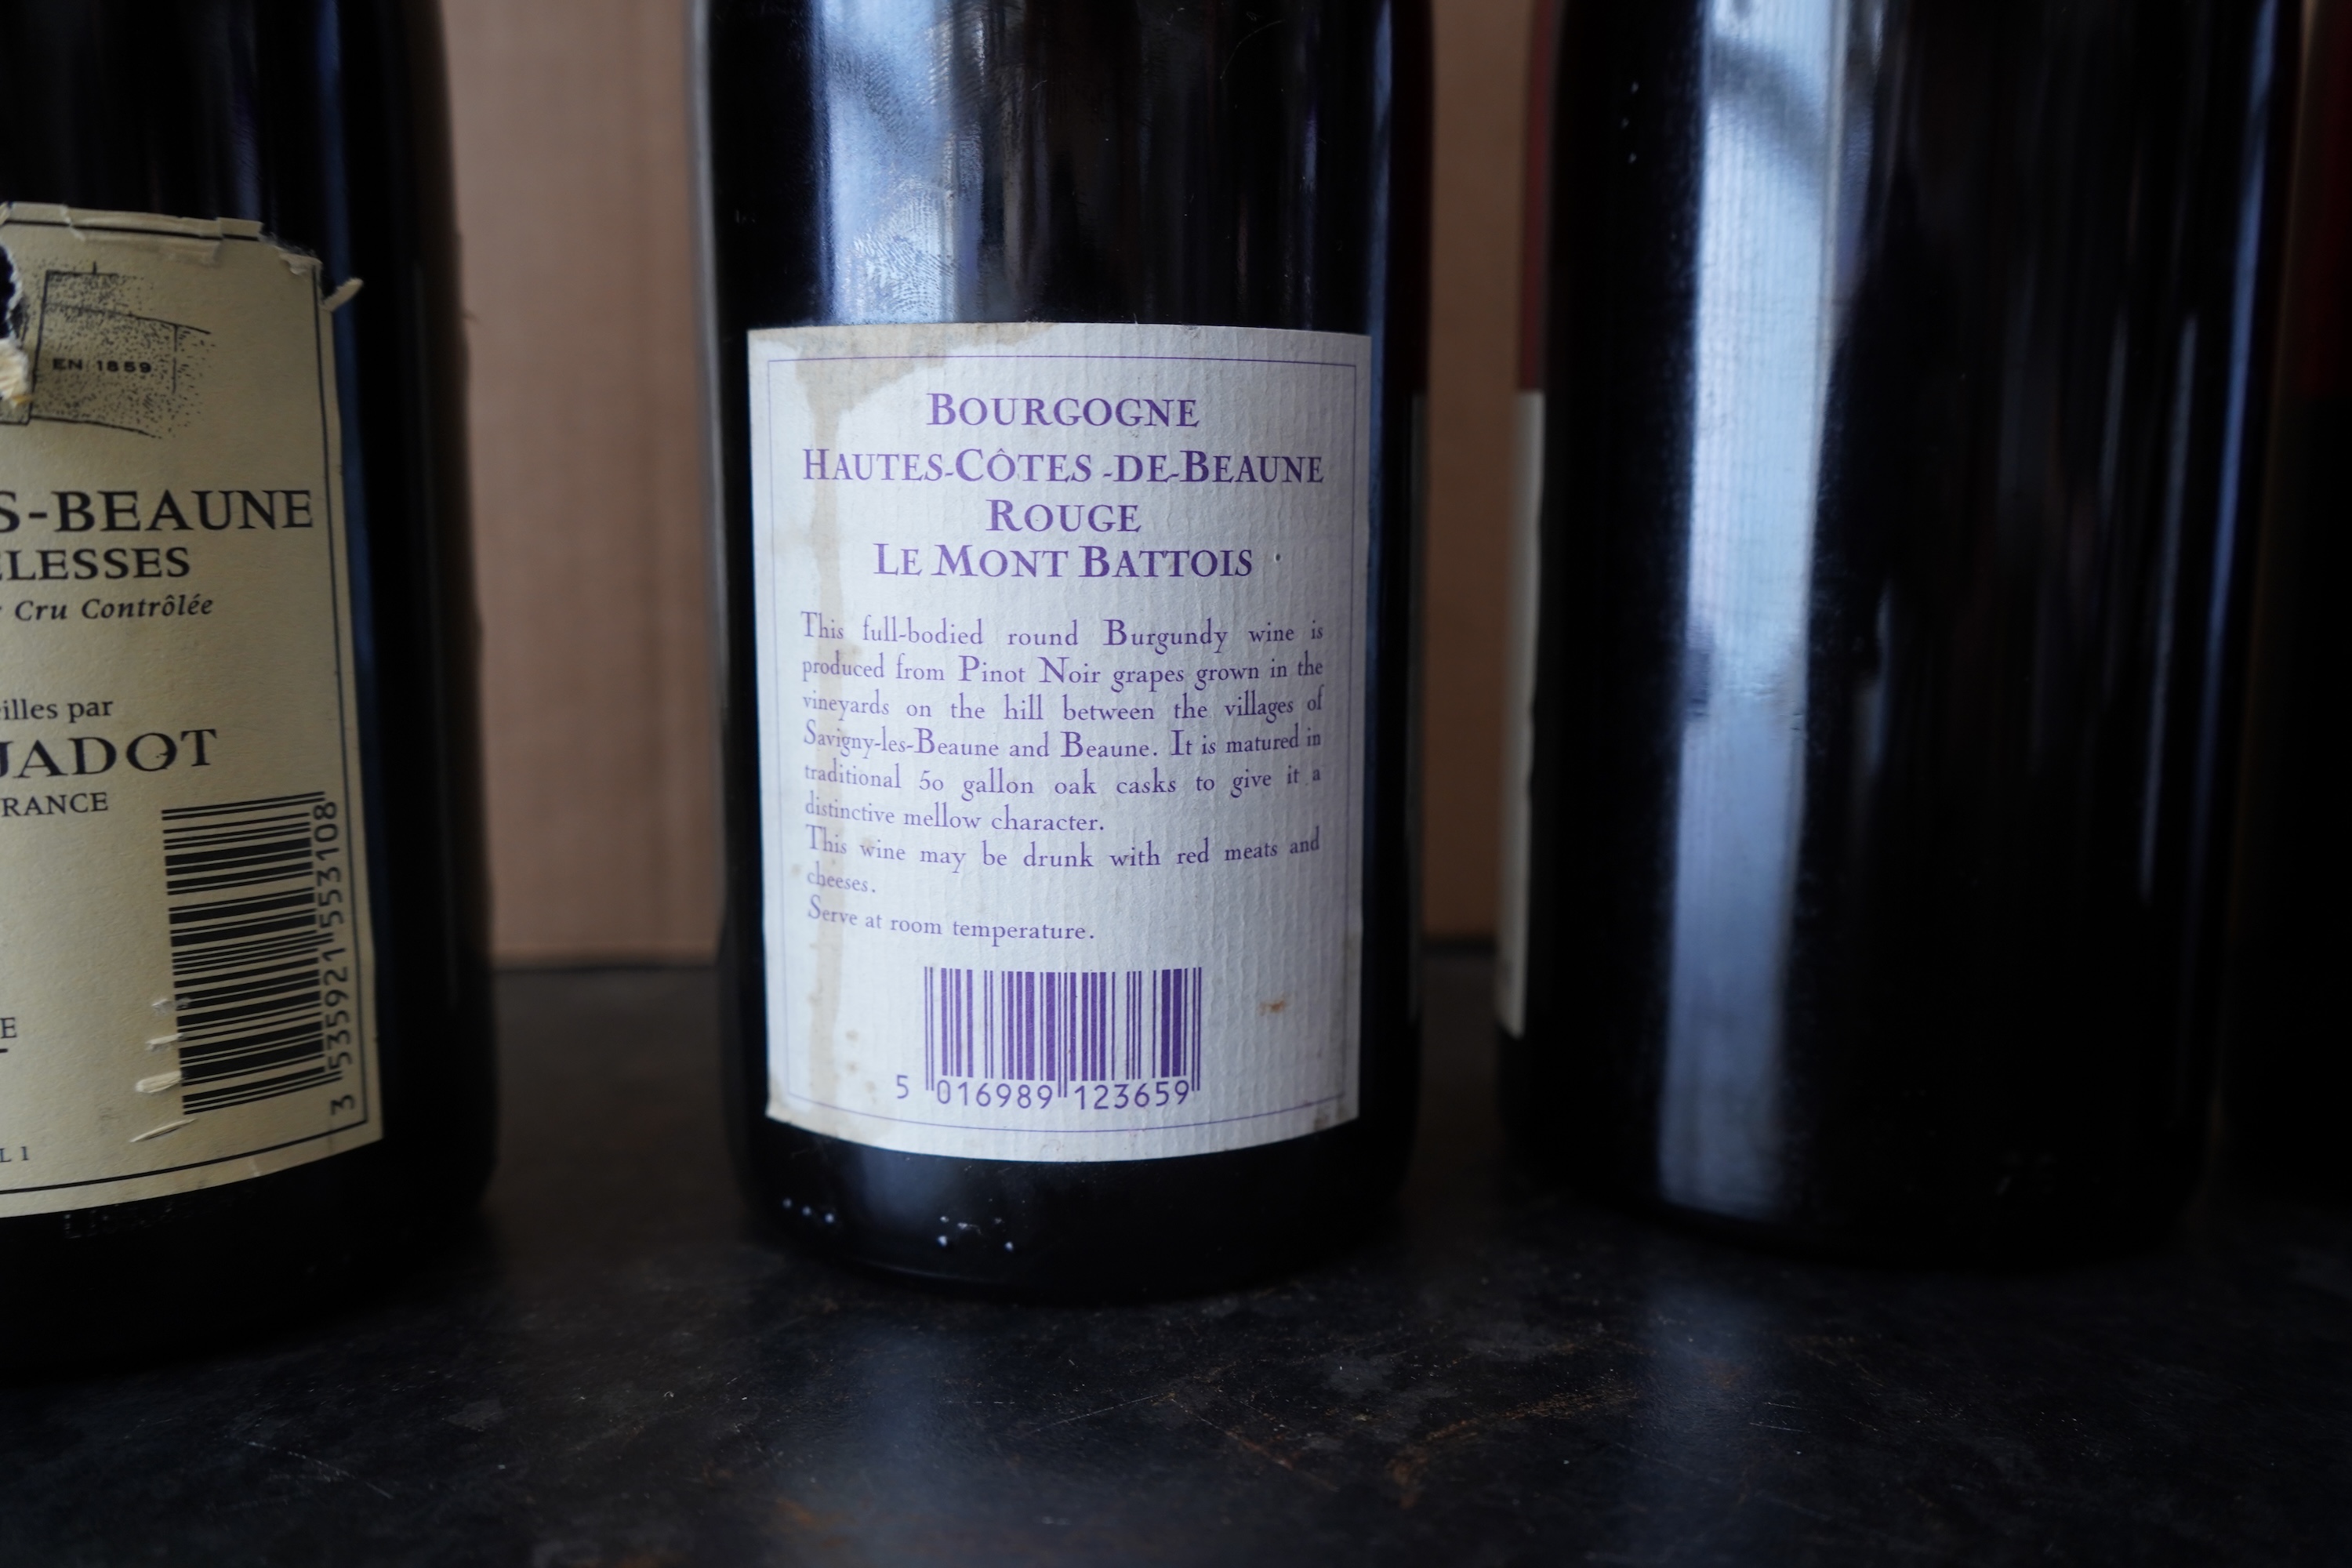 EN 1859
S-BEAUNE
ELESSES
Cru Contrôlée
illes par
JADOT
RANCE
3 535921 553108
E
L 1
BOURGOGNE
HAUTES-CÔTES -DE-BEAUNE
ROUGE
LE MONT BATTOIS
This full-bodied round Burgundy wine is
produced from Pinot Noir grapes grown in the
vineyards on the hill between the villages of
Savigny-les-Beaune and Beaune. It is matured in
traditional 50 gallon oak casks to give it a
distinctive mellow character.
This wine may be drunk with red meats and
cheeses.
Serve at room temperature.
5 016989 123659